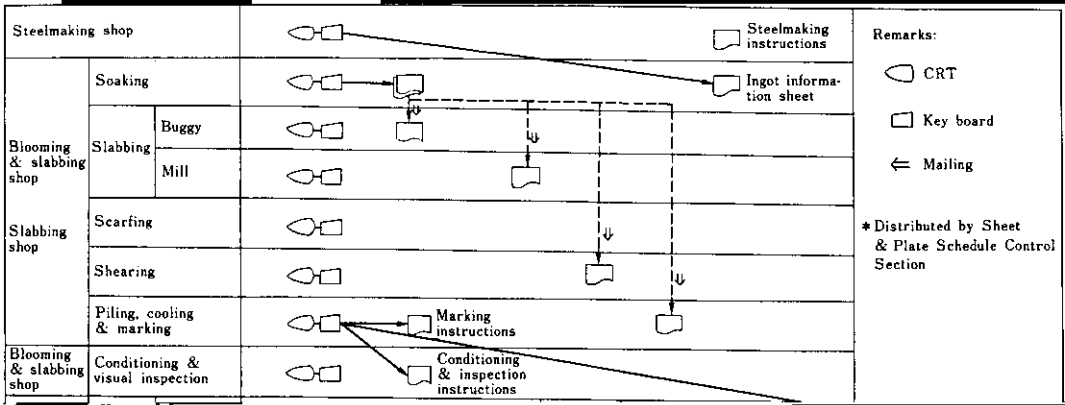 Steelmaking shop
Steelmaking
instructions
Soaking
Ingot informa-
tion sheet
Blooming
& slabbing
shop
Slabbing
Buggy
Mill
Slabbing
shop
Scarfing
Shearing
Piling, cooling
& marking
Marking
instructions
Blooming
& slabbing
shop
Conditioning &
visual inspection
Conditioning
& inspection
instructions
Remarks:
CRT
Key board
⇐ Mailing
* Distributed by Sheet
& Plate Schedule Control
Section